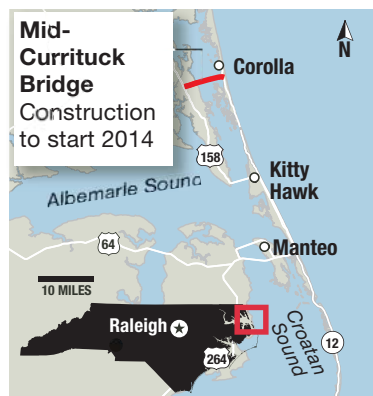 Mid-
Currituck
Bridge
Construction
to start 2014
N
Corolla
158
Kitty
Hawk
Albemarle Sound
64
Manteo
10 MILES
Raleigh
264
Croatan
Sound
12